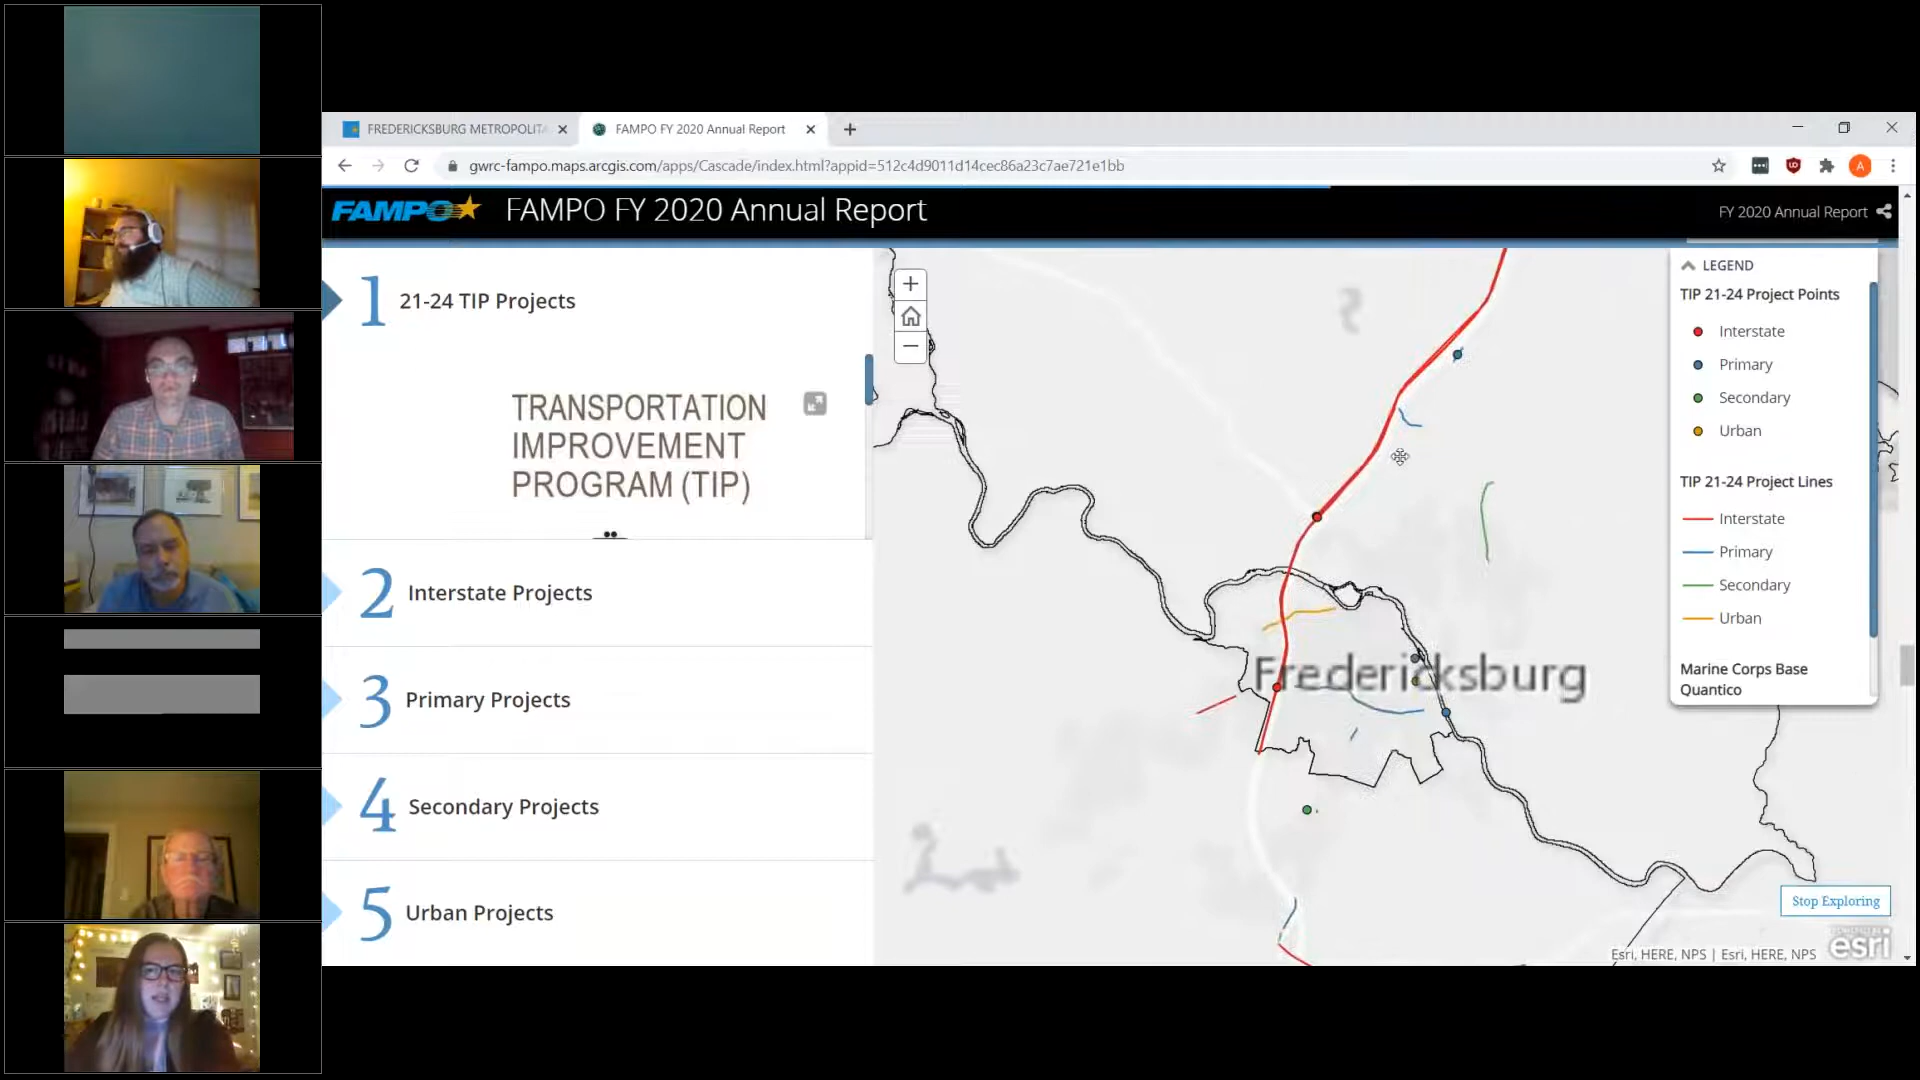 FREDERICKSBURG METROPOLITA
FAMPO FY 2020 Annual Report
gwrc-fampo.maps.arcgis.com/apps/Cascade/index.html?appid=512c4d9011d14cec86a23c7ae721e1bb
A
FAMPO
FAMPO FY 2020 Annual Report
FY 2020 Annual Report
1
21-24 TIP Projects
TRANSPORTATION
IMPROVEMENT
PROGRAM (TIP)
2
Interstate Projects
3
Primary Projects
4
Secondary Projects
5
Urban Projects
Fredericksburg
LEGEND
TIP 21-24 Project Points
Interstate
Primary
Secondary
Urban
TIP 21-24 Project Lines
Interstate
Primary
Secondary
Urban
Marine Corps Base
Quantico
Stop Exploring
Esri, HERE, NPS | Esri, HERE, NPS
esri